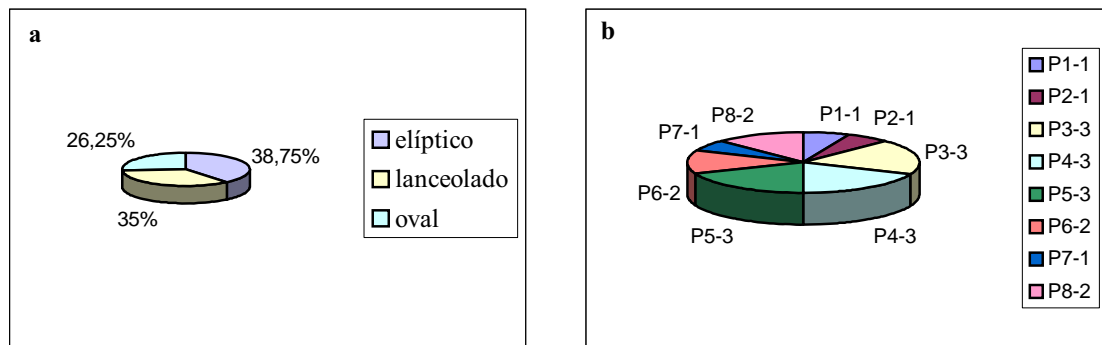 a
26,25%
38,75%
35%
elíptico
lanceolado
oval
b
P8-2
P1-1
P2-1
P7-1
P3-3
P6-2
P5-3
P4-3
P1-1
P2-1
P3-3
P4-3
P5-3
P6-2
P7-1
P8-2